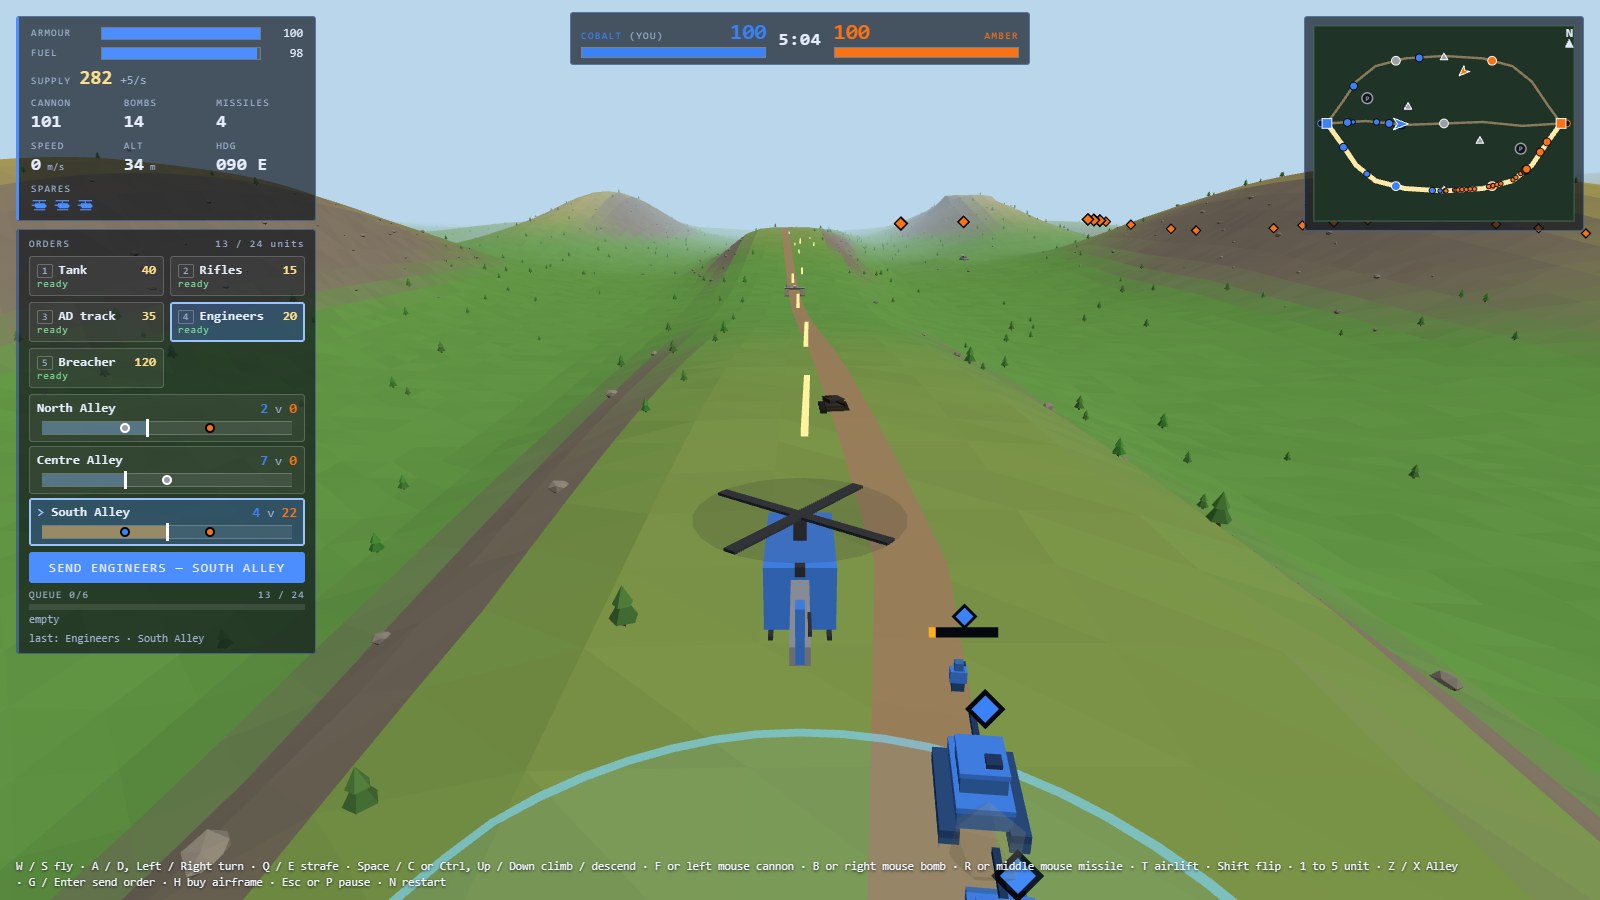 ARMOUR 100
FUEL 98
SUPPLY 282 +5/s
CANNON BOMBS MISSILES
101 14 4
SPEED ALT HDG
0 m/s 34 m 090 E
SPARES
COBALT (YOU) 100 5:04 100 AMBER
N
P
P
ORDERS 13 / 24 units
1 Tank 40
ready
2 Rifles 15
ready
3 AD track 35
ready
4 Engineers 20
ready
5 Breacher 120
ready
North Alley 2 v 0
Centre Alley 7 v 0
> South Alley 4 v 22
SEND ENGINEERS — SOUTH ALLEY
QUEUE 0/6 13 / 24
empty
last: Engineers · South Alley
W / S fly · A / D, Left / Right turn · Q / E strafe · Space / C or Ctrl, Up / Down climb / descend · F or left mouse cannon · B or right mouse bomb · R or middle mouse missile · T airlift · Shift flip · 1 to 5 unit · Z / X Alley
· G / Enter send order · H buy airframe · Esc or P pause · N restart